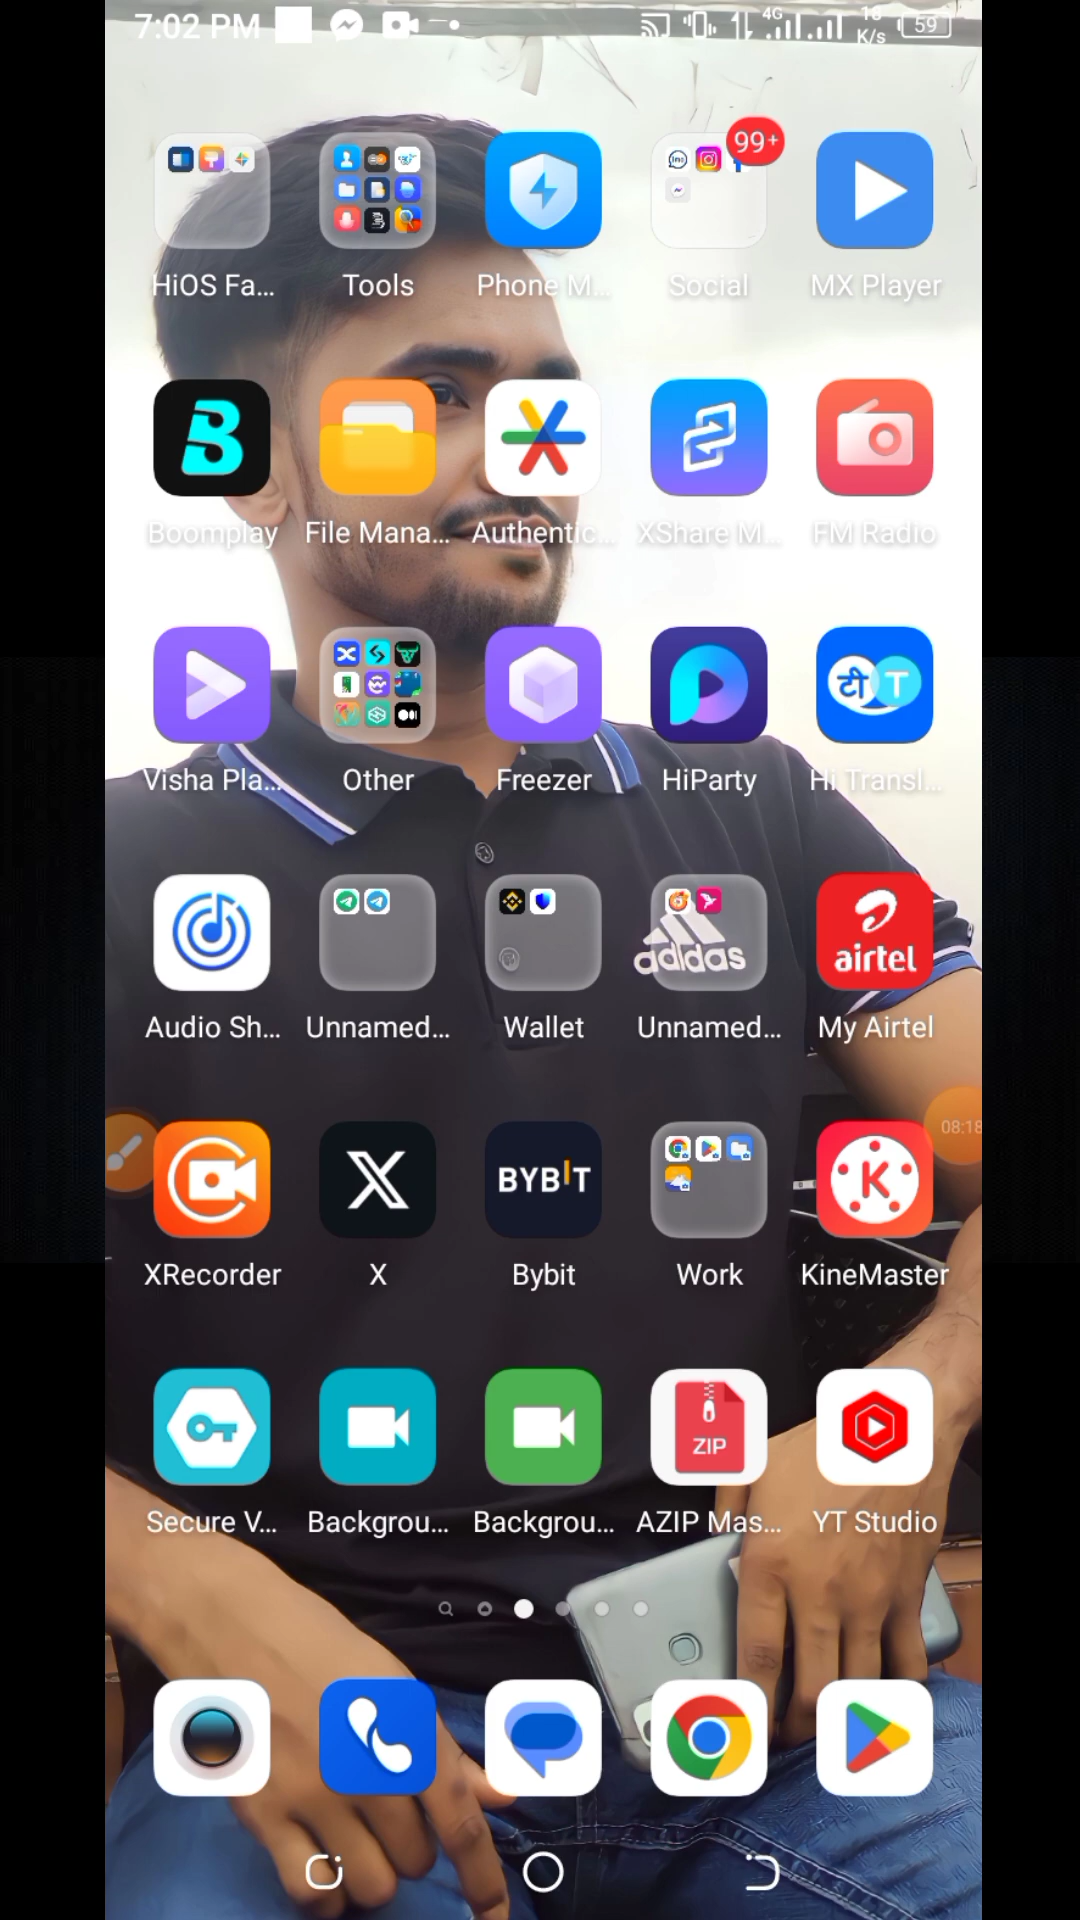 7:02 PM 4G 18 K/s 59
99+
HiOS Fa... Tools Phone M... Social MX Player
Boomplay File Mana... Authentic... XShare M... FM Radio
टी T
Visha Pla... Other Freezer HiParty Hi Transl...
adidas airtel
Audio Sh... Unnamed... Wallet Unnamed... My Airtel
BYBIT K 08:18
XRecorder X Bybit Work KineMaster
ZIP
Secure V... Backgrou... Backgrou... AZIP Mas... YT Studio